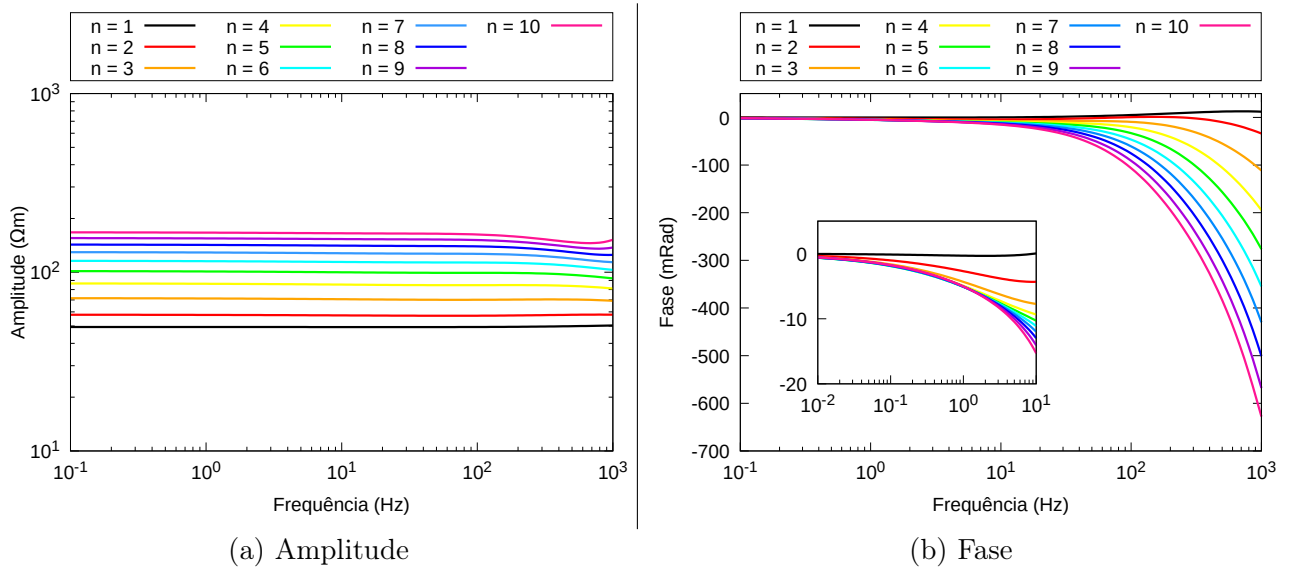 n = 1 n = 4 n = 7 n = 10
n = 2 n = 5 n = 8
n = 3 n = 6 n = 9
10³
10²
10¹
Amplitude (Ωm)
10⁻¹ 10⁰ 10¹ 10² 10³
Frequência (Hz)
(a) Amplitude
n = 1 n = 4 n = 7 n = 10
n = 2 n = 5 n = 8
n = 3 n = 6 n = 9
0
-100
-200
-300
-400
-500
-600
-700
Fase (mRad)
0
-10
-20
10⁻² 10⁻¹ 10⁰ 10¹
10⁻¹ 10⁰ 10¹ 10² 10³
Frequência (Hz)
(b) Fase